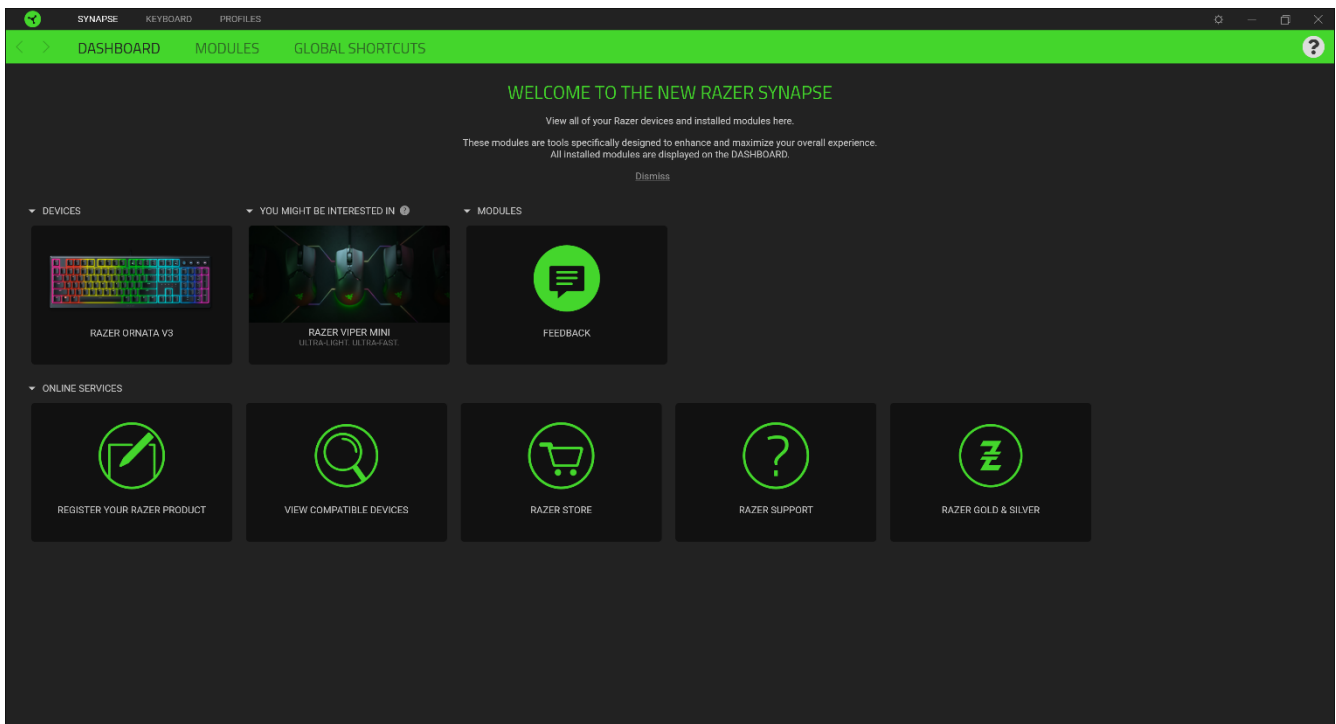 SYNAPSE KEYBOARD PROFILES
DASHBOARD MODULES GLOBAL SHORTCUTS ?
WELCOME TO THE NEW RAZER SYNAPSE
View all of your Razer devices and installed modules here.
These modules are tools specifically designed to enhance and maximize your overall experience.
All installed modules are displayed on the DASHBOARD.
Dismiss
DEVICES
YOU MIGHT BE INTERESTED IN ?
MODULES
RAZER ORNATA V3
RAZER VIPER MINI
ULTRA-LIGHT. ULTRA-FAST.
FEEDBACK
ONLINE SERVICES
REGISTER YOUR RAZER PRODUCT
VIEW COMPATIBLE DEVICES
RAZER STORE
RAZER SUPPORT
RAZER GOLD & SILVER